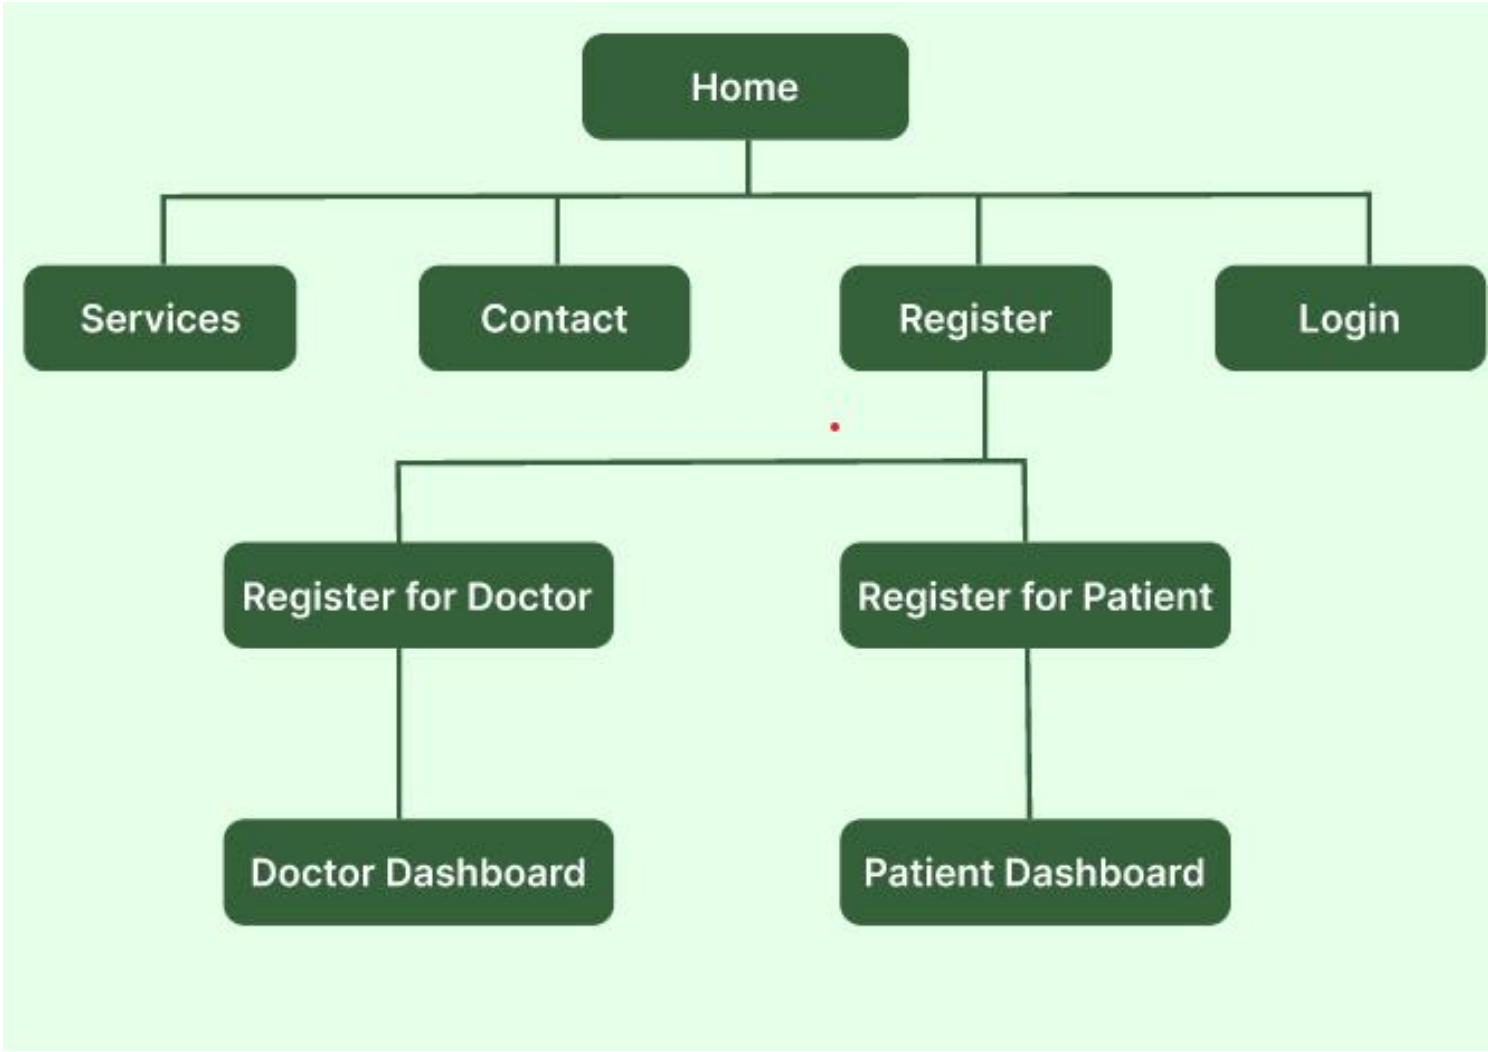 Home
Services
Contact
Register
Login
Register for Doctor
Register for Patient
Doctor Dashboard
Patient Dashboard